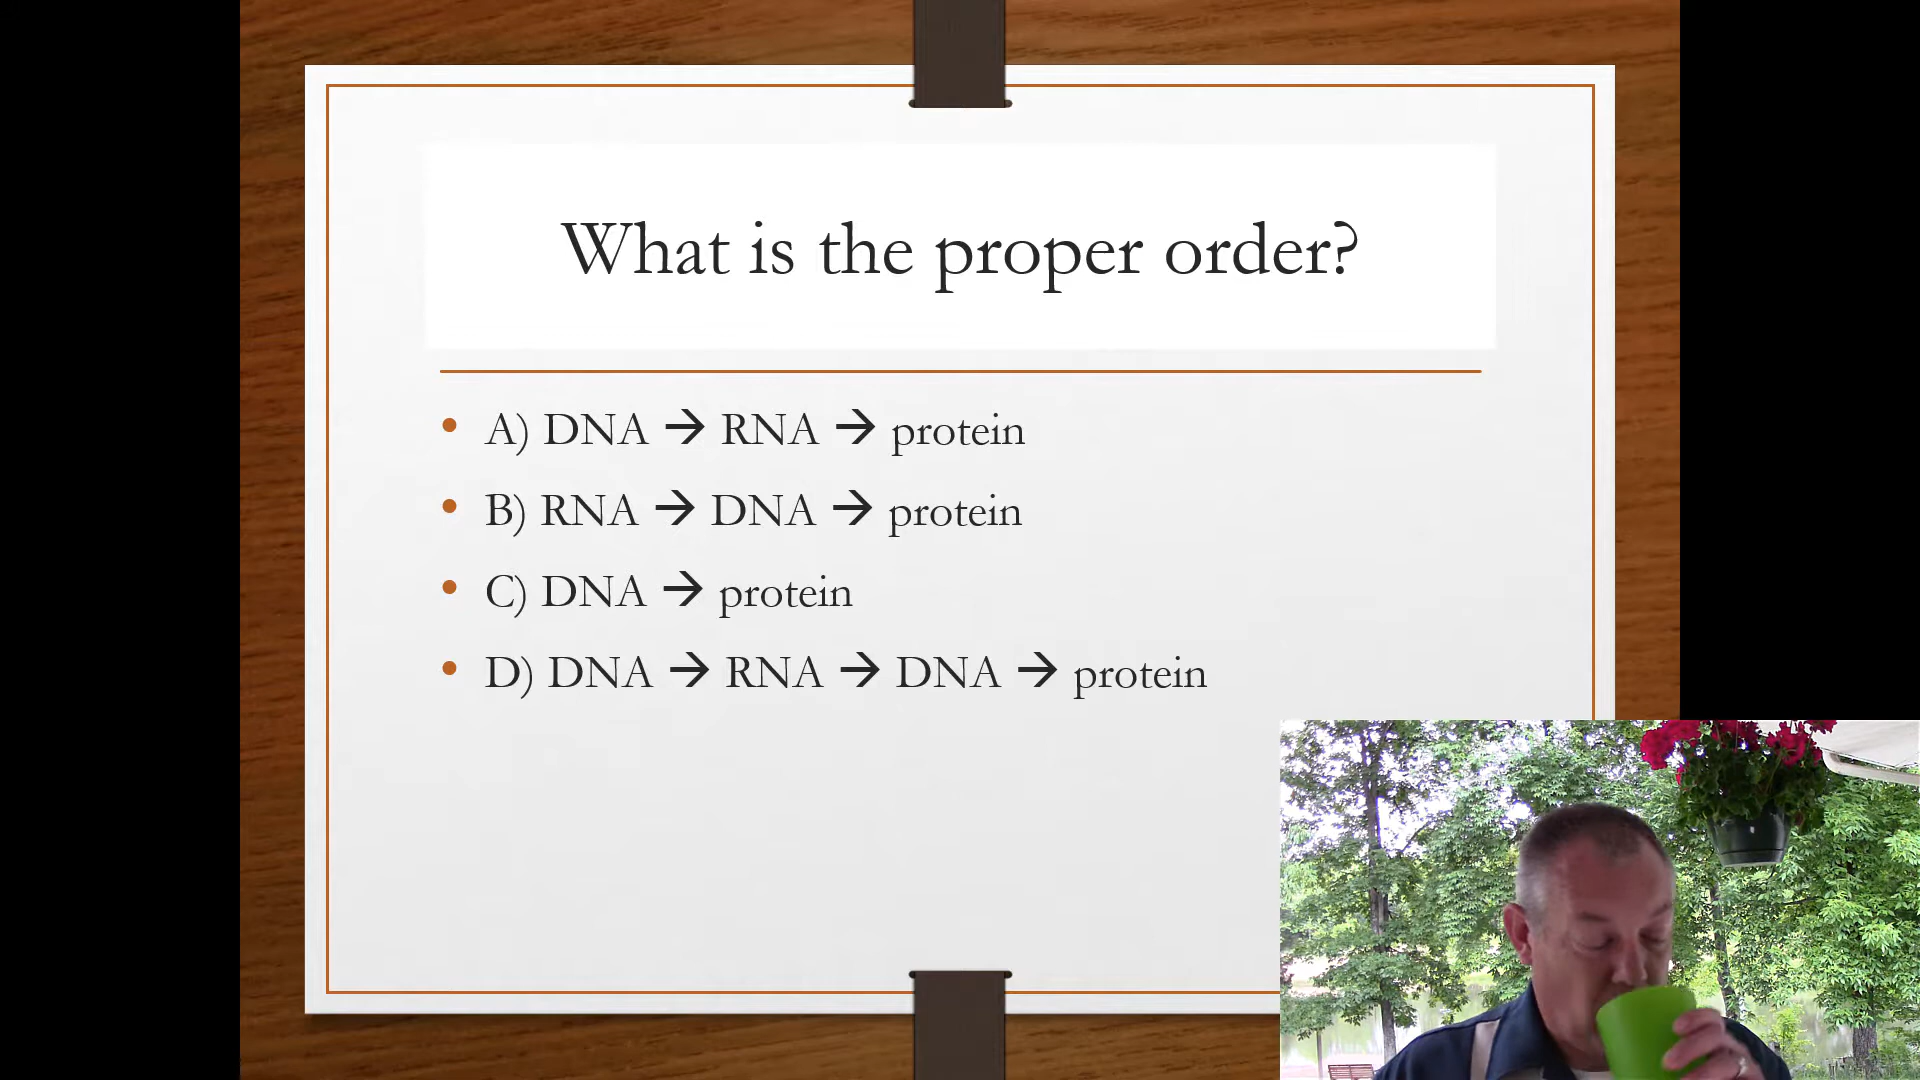 What is the proper order?
• A) DNA → RNA → protein
• B) RNA → DNA → protein
• C) DNA → protein
• D) DNA → RNA → DNA → protein